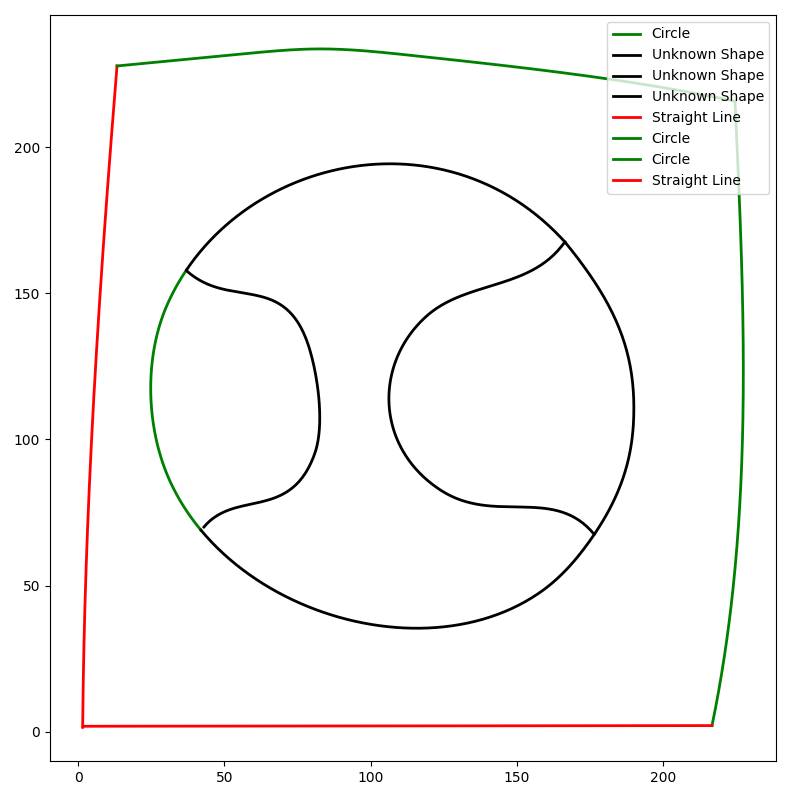 Circle
Unknown Shape
Unknown Shape
Unknown Shape
Straight Line
Circle
Circle
Straight Line
200
150
100
50
0
0 50 100 150 200